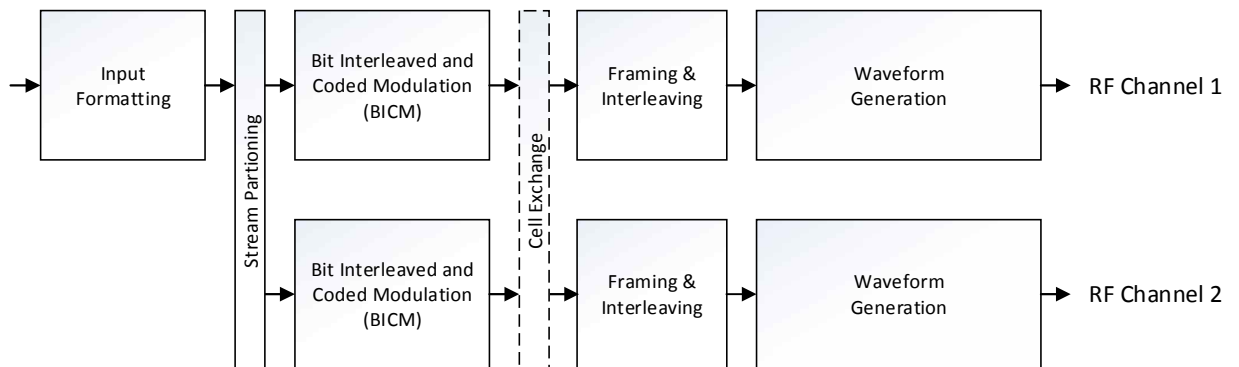 Input
Formatting
Stream Partioning
Bit Interleaved and
Coded Modulation
(BICM)
Cell Exchange
Framing &
Interleaving
Waveform
Generation
RF Channel 1
Bit Interleaved and
Coded Modulation
(BICM)
Framing &
Interleaving
Waveform
Generation
RF Channel 2